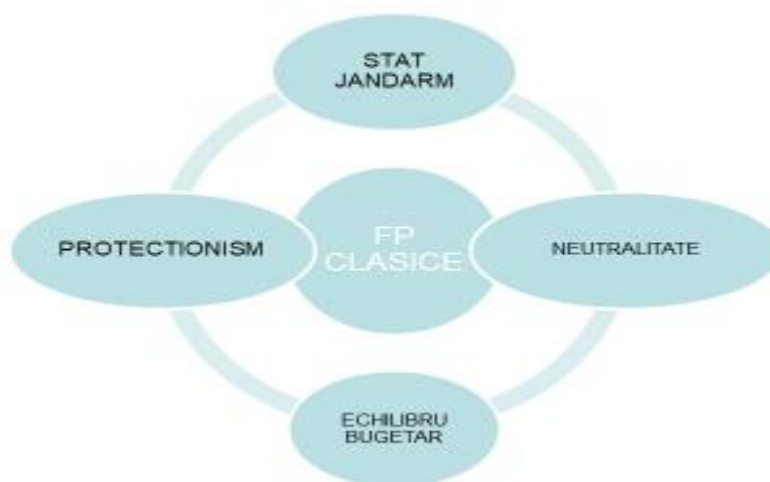 STAT
JANDARM
PROTECTIONISM
FP
CLASICE
NEUTRALITATE
ECHILIBRU
BUGETAR